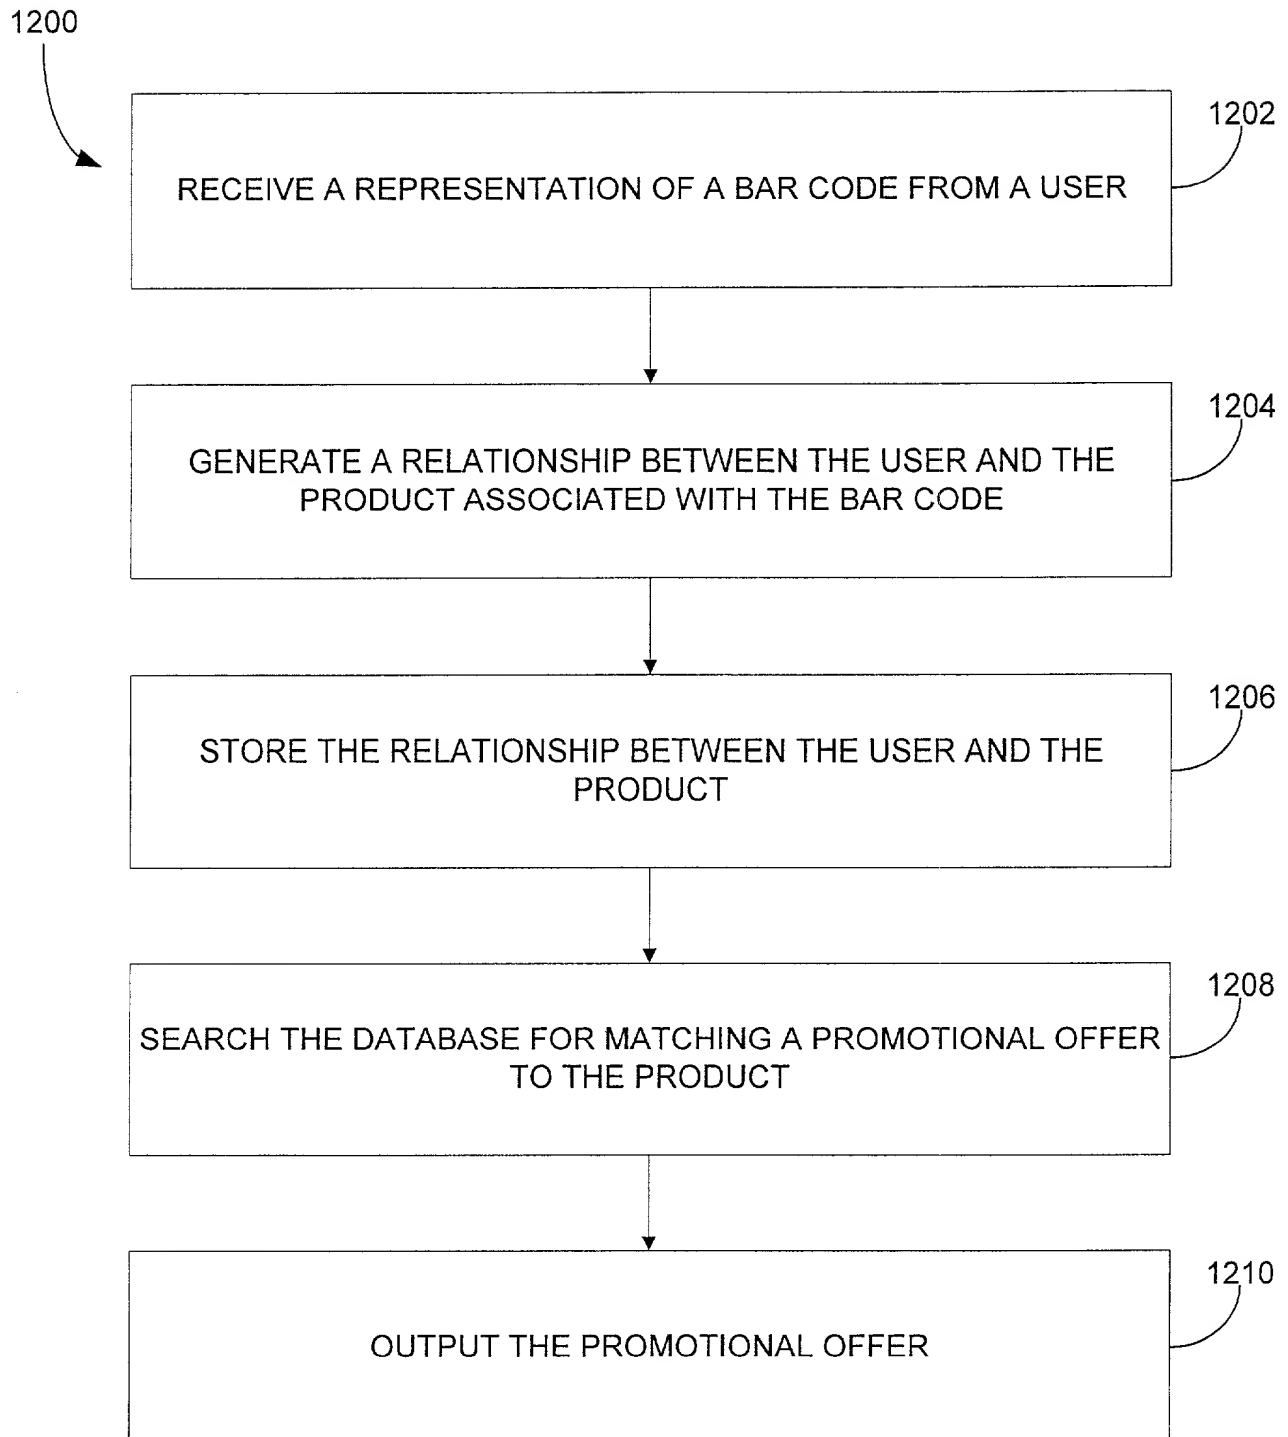 1200
1202
RECEIVE A REPRESENTATION OF A BAR CODE FROM A USER
1204
GENERATE A RELATIONSHIP BETWEEN THE USER AND THE
PRODUCT ASSOCIATED WITH THE BAR CODE
1206
STORE THE RELATIONSHIP BETWEEN THE USER AND THE
PRODUCT
1208
SEARCH THE DATABASE FOR MATCHING A PROMOTIONAL OFFER
TO THE PRODUCT
1210
OUTPUT THE PROMOTIONAL OFFER